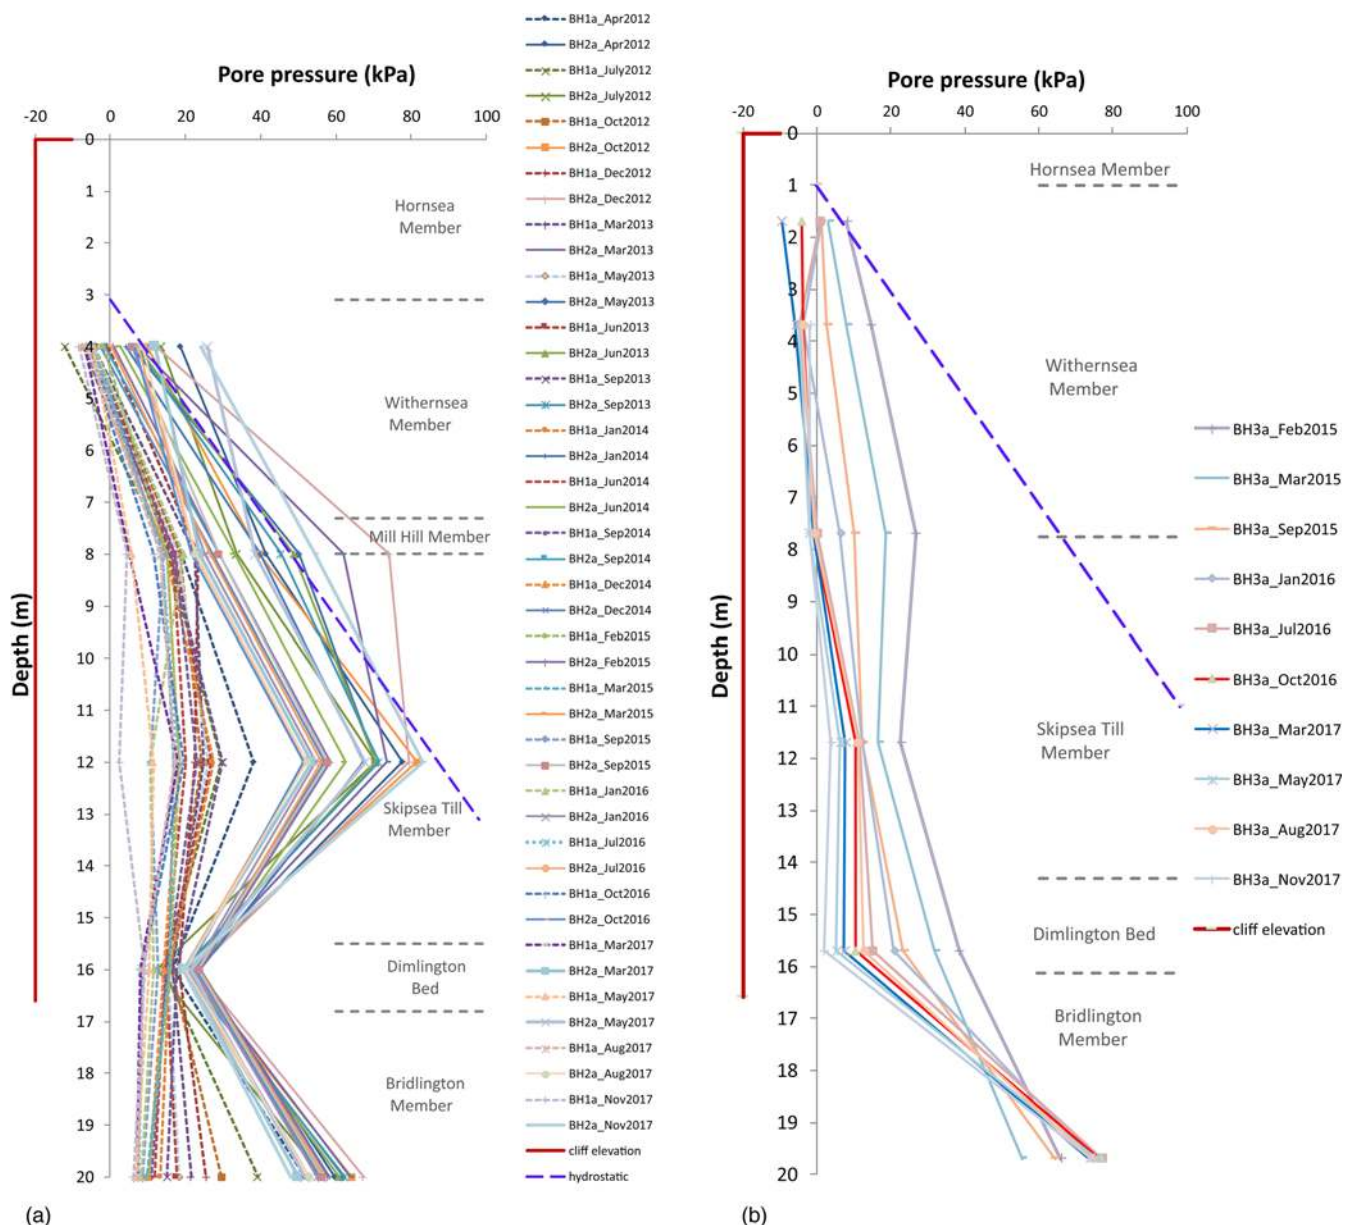 Pore pressure (kPa)
-20 0 20 40 60 80 100
Depth (m)
0
1
2
3
4
5
6
7
8
9
10
11
12
13
14
15
16
17
18
19
20
Hornsea
Member
Withernsea
Member
Mill Hill Member
Skipsea Till
Member
Dimlington
Bed
Bridlington
Member
BH1a_Apr2012
BH2a_Apr2012
BH1a_July2012
BH2a_July2012
BH1a_Oct2012
BH2a_Oct2012
BH1a_Dec2012
BH2a_Dec2012
BH1a_Mar2013
BH2a_Mar2013
BH1a_May2013
BH2a_May2013
BH1a_Jun2013
BH2a_Jun2013
BH1a_Sep2013
BH2a_Sep2013
BH1a_Jan2014
BH2a_Jan2014
BH1a_Jun2014
BH2a_Jun2014
BH1a_Sep2014
BH2a_Sep2014
BH1a_Dec2014
BH2a_Dec2014
BH1a_Feb2015
BH2a_Feb2015
BH1a_Mar2015
BH2a_Mar2015
BH1a_Sep2015
BH2a_Sep2015
BH1a_Jan2016
BH2a_Jan2016
BH1a_Jul2016
BH2a_Jul2016
BH1a_Oct2016
BH2a_Oct2016
BH1a_Mar2017
BH2a_Mar2017
BH1a_May2017
BH2a_May2017
BH1a_Aug2017
BH2a_Aug2017
BH1a_Nov2017
BH2a_Nov2017
cliff elevation
hydrostatic
(a)
Pore pressure (kPa)
-20 0 20 40 60 80 100
Depth (m)
0
1
2
3
4
5
6
7
8
9
10
11
12
13
14
15
16
17
18
19
20
Hornsea Member
Withernsea
Member
Skipsea Till
Member
Dimlington Bed
Bridlington
Member
BH3a_Feb2015
BH3a_Mar2015
BH3a_Sep2015
BH3a_Jan2016
BH3a_Jul2016
BH3a_Oct2016
BH3a_Mar2017
BH3a_May2017
BH3a_Aug2017
BH3a_Nov2017
cliff elevation
(b)